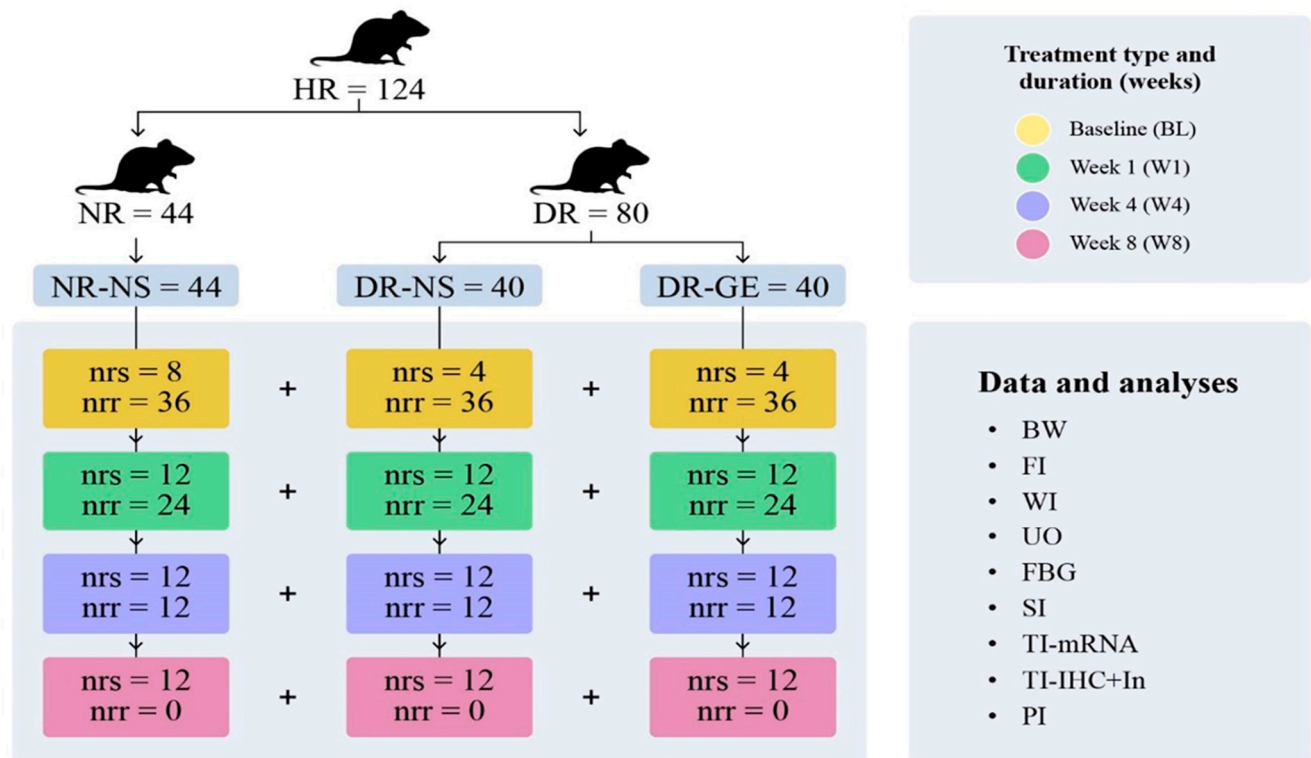 HR = 124
NR = 44
DR = 80
NR-NS = 44
DR-NS = 40
DR-GE = 40
nrs = 8
nrr = 36
+
nrs = 4
nrr = 36
+
nrs = 4
nrr = 36
nrs = 12
nrr = 24
+
nrs = 12
nrr = 24
+
nrs = 12
nrr = 24
nrs = 12
nrr = 12
+
nrs = 12
nrr = 12
+
nrs = 12
nrr = 12
nrs = 12
nrr = 0
+
nrs = 12
nrr = 0
+
nrs = 12
nrr = 0
Treatment type and
duration (weeks)
Baseline (BL)
Week 1 (W1)
Week 4 (W4)
Week 8 (W8)
Data and analyses
• BW
• FI
• WI
• UO
• FBG
• SI
• TI-mRNA
• TI-IHC+In
• PI